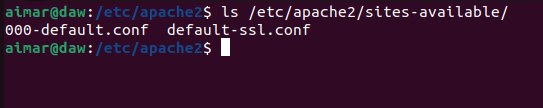 aimar@daw:/etc/apache2$ ls /etc/apache2/sites-available/
000-default.conf  default-ssl.conf
aimar@daw:/etc/apache2$